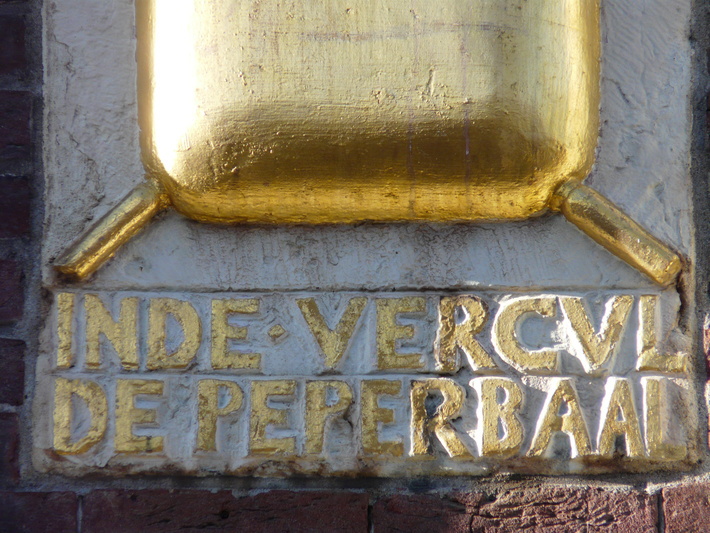 INDE · VERGVL
DE PEPERBAAL